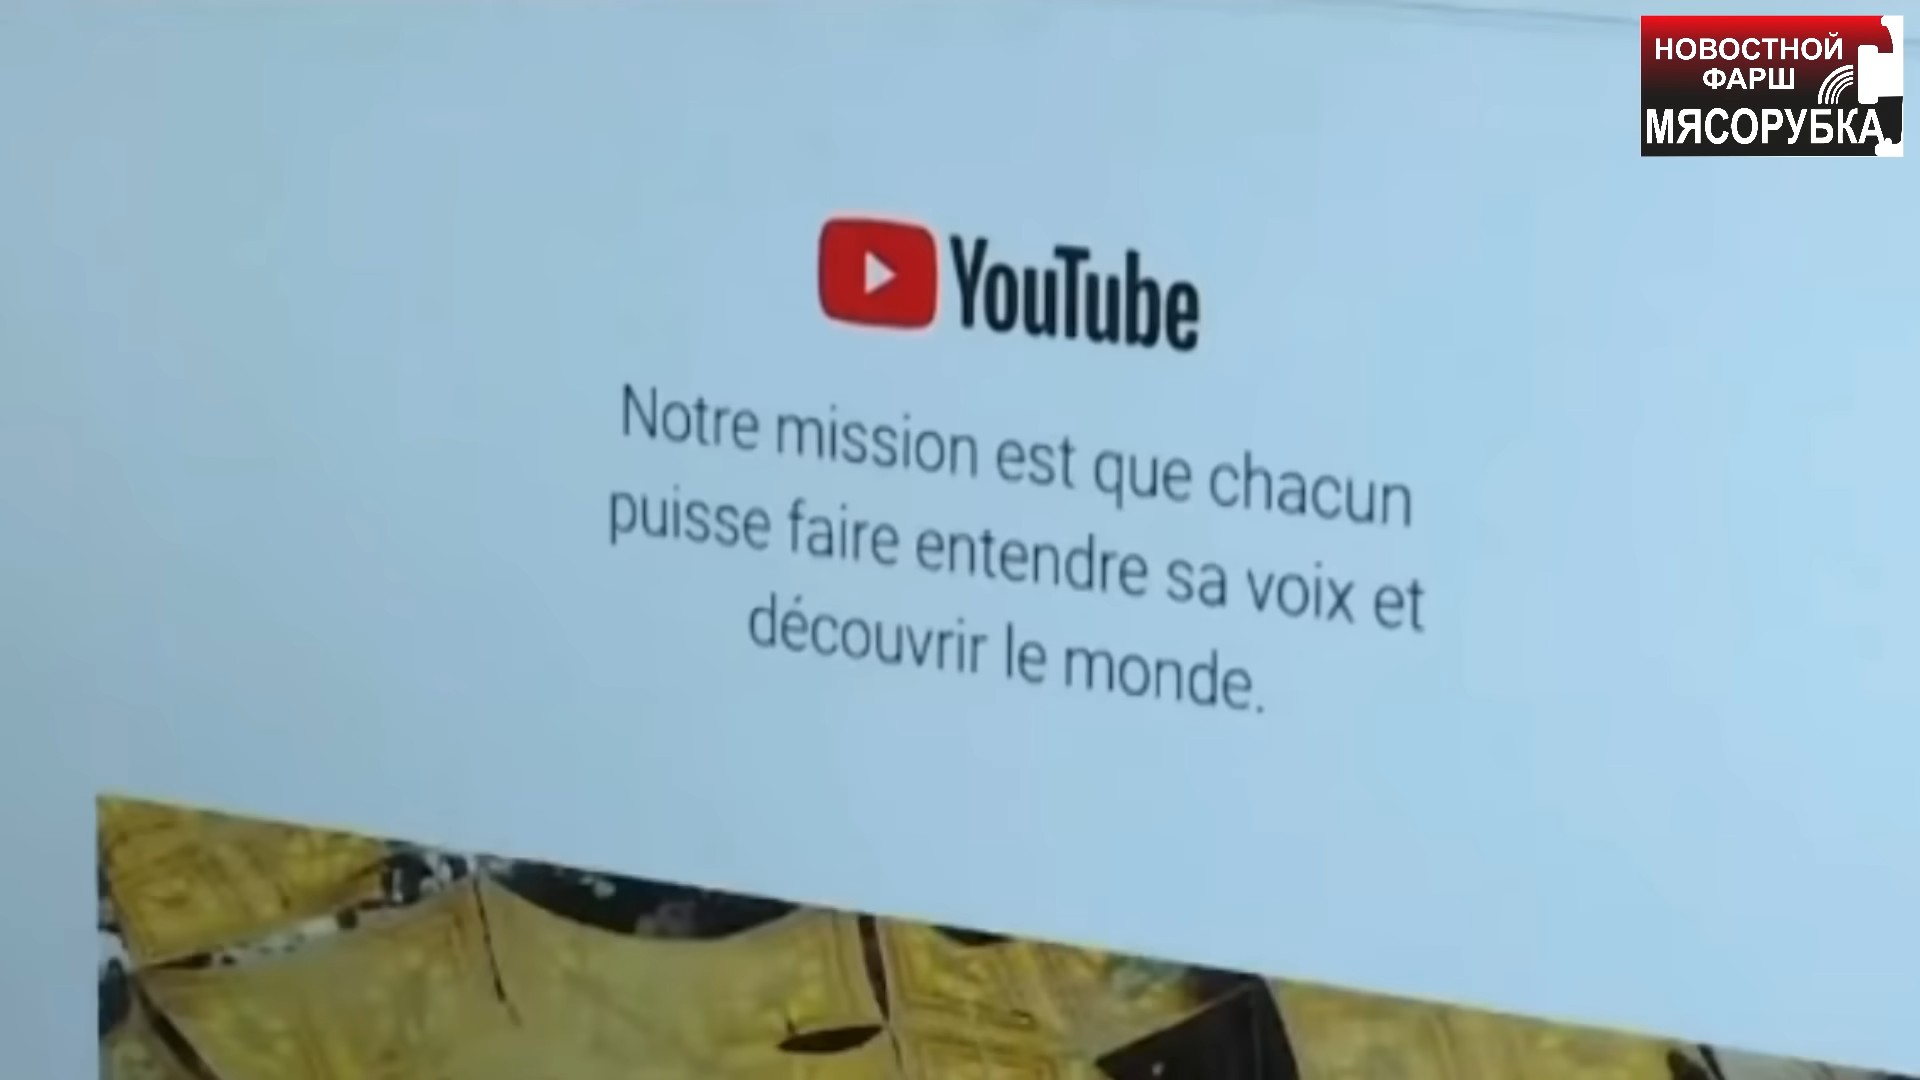 НОВОСТНОЙ
ФАРШ
МЯСОРУБКА
YouTube
Notre mission est que chacun
puisse faire entendre sa voix et
découvrir le monde.